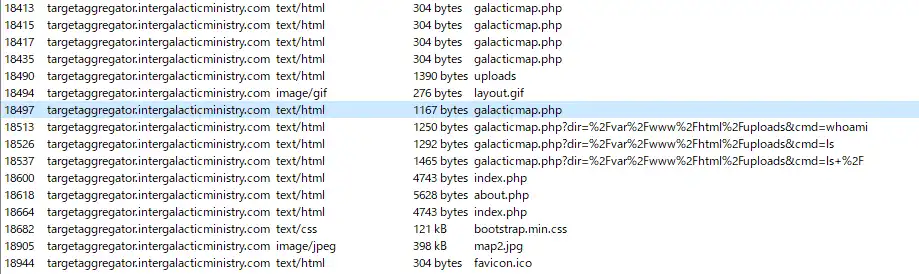 18413 targetaggregator.intergalacticministry.com text/html 304 bytes galacticmap.php
18415 targetaggregator.intergalacticministry.com text/html 304 bytes galacticmap.php
18417 targetaggregator.intergalacticministry.com text/html 304 bytes galacticmap.php
18435 targetaggregator.intergalacticministry.com text/html 304 bytes galacticmap.php
18490 targetaggregator.intergalacticministry.com text/html 1390 bytes uploads
18494 targetaggregator.intergalacticministry.com image/gif 276 bytes layout.gif
18497 targetaggregator.intergalacticministry.com text/html 1167 bytes galacticmap.php
18513 targetaggregator.intergalacticministry.com text/html 1250 bytes galacticmap.php?dir=%2Fvar%2Fwww%2Fhtml%2Fuploads&cmd=whoami
18526 targetaggregator.intergalacticministry.com text/html 1292 bytes galacticmap.php?dir=%2Fvar%2Fwww%2Fhtml%2Fuploads&cmd=ls
18537 targetaggregator.intergalacticministry.com text/html 1465 bytes galacticmap.php?dir=%2Fvar%2Fwww%2Fhtml%2Fuploads&cmd=ls+%2F
18600 targetaggregator.intergalacticministry.com text/html 4743 bytes index.php
18618 targetaggregator.intergalacticministry.com text/html 5628 bytes about.php
18664 targetaggregator.intergalacticministry.com text/html 4743 bytes index.php
18682 targetaggregator.intergalacticministry.com text/css 121 kB bootstrap.min.css
18905 targetaggregator.intergalacticministry.com image/jpeg 398 kB map2.jpg
18944 targetaggregator.intergalacticministry.com text/html 304 bytes favicon.ico